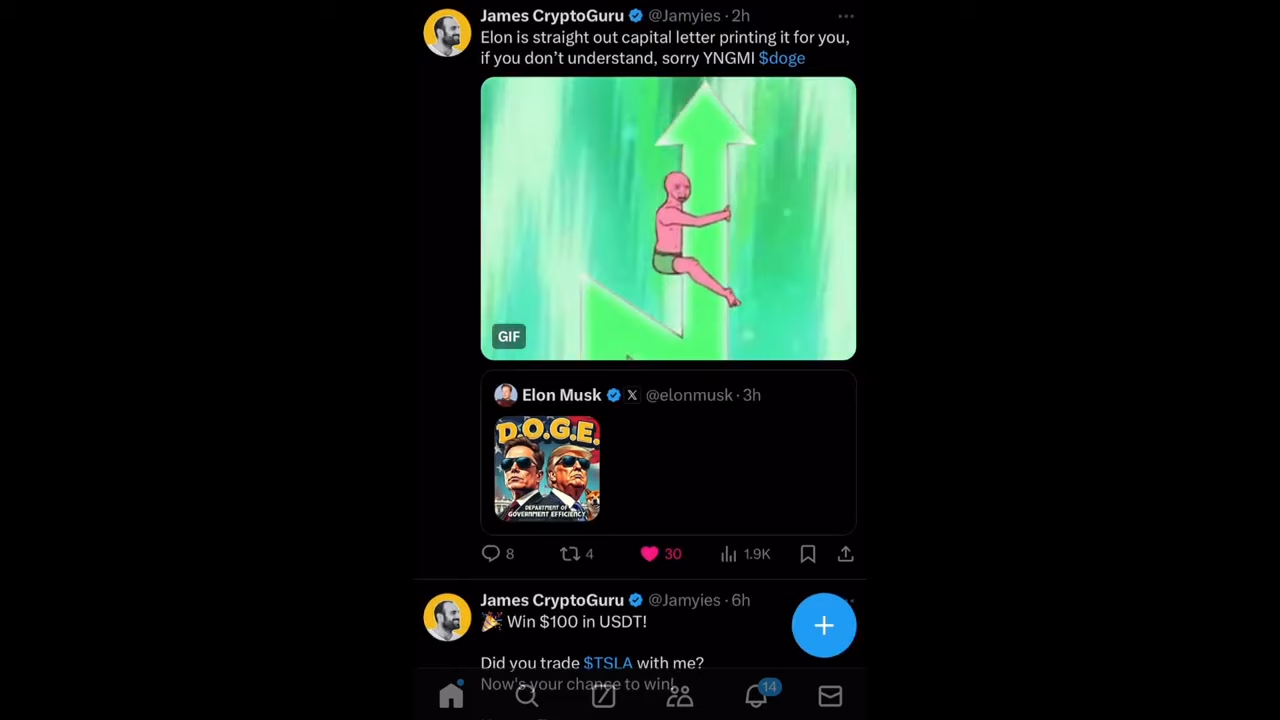 James CryptoGuru @Jamyies · 2h
Elon is straight out capital letter printing it for you,
if you don’t understand, sorry YNGMI $doge
GIF
Elon Musk X @elonmusk · 3h
D.O.G.E.
DEPARTMENT OF
GOVERNMENT EFFICIENCY
8 4 30 1.9K
James CryptoGuru @Jamyies · 6h
🎉 Win $100 in USDT!
Did you trade $TSLA with me?
Now's your chance to win!
14